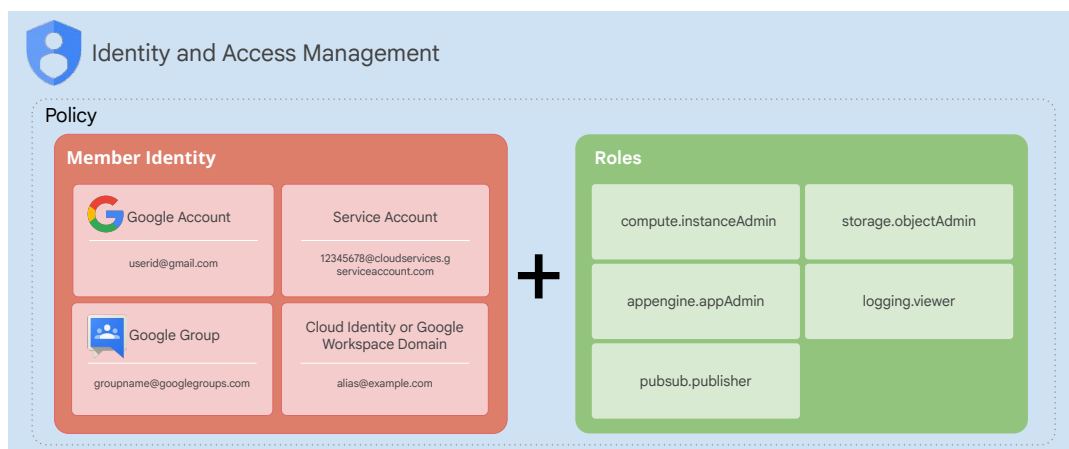 Identity and Access Management
Policy
Member Identity
Google Account
userid@gmail.com
Service Account
12345678@cloudservices.g
serviceaccount.com
Google Group
groupname@googlegroups.com
Cloud Identity or Google
Workspace Domain
alias@example.com
+
Roles
compute.instanceAdmin
storage.objectAdmin
appengine.appAdmin
logging.viewer
pubsub.publisher